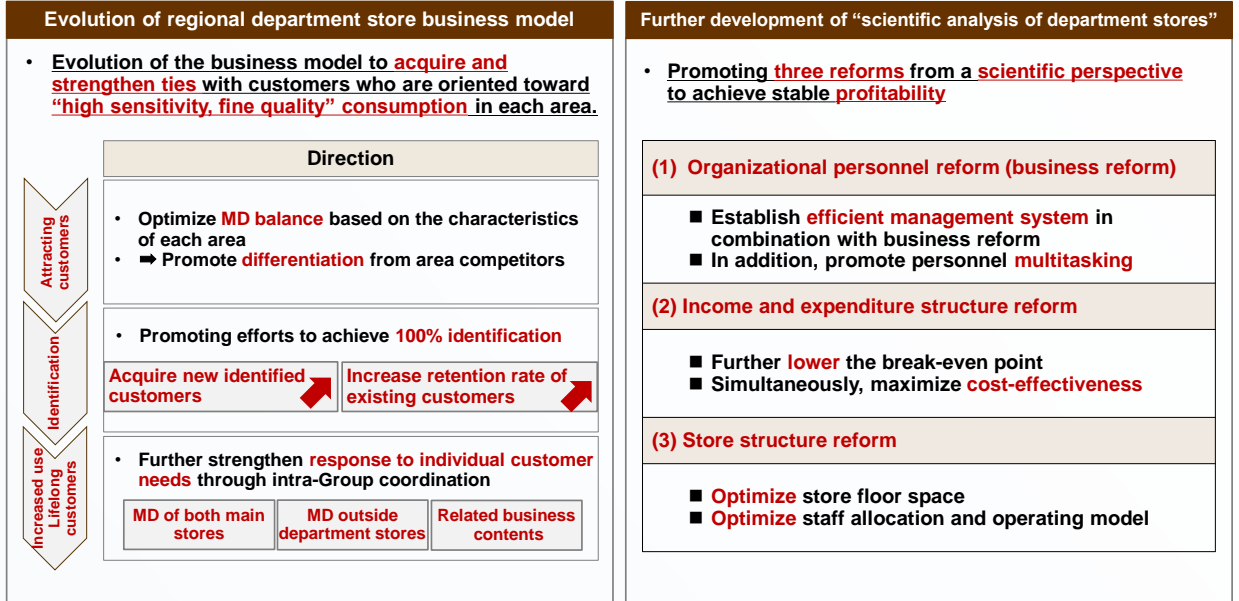 Evolution of regional department store business model
• Evolution of the business model to acquire and
strengthen ties with customers who are oriented toward
“high sensitivity, fine quality” consumption in each area.
Direction
Attracting
customers
• Optimize MD balance based on the characteristics
of each area
• ➡ Promote differentiation from area competitors
Identification
• Promoting efforts to achieve 100% identification
Acquire new identified
customers
Increase retention rate of
existing customers
Increased use
Lifelong
customers
• Further strengthen response to individual customer
needs through intra-Group coordination
MD of both main
stores
MD outside
department stores
Related business
contents
Further development of “scientific analysis of department stores”
• Promoting three reforms from a scientific perspective
to achieve stable profitability
(1) Organizational personnel reform (business reform)
■ Establish efficient management system in
combination with business reform
■ In addition, promote personnel multitasking
(2) Income and expenditure structure reform
■ Further lower the break-even point
■ Simultaneously, maximize cost-effectiveness
(3) Store structure reform
■ Optimize store floor space
■ Optimize staff allocation and operating model